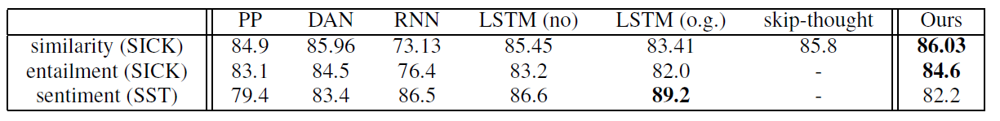 PP DAN RNN LSTM (no) LSTM (o.g.) skip-thought Ours
similarity (SICK) 84.9 85.96 73.13 85.45 83.41 85.8 86.03
entailment (SICK) 83.1 84.5 76.4 83.2 82.0 - 84.6
sentiment (SST) 79.4 83.4 86.5 86.6 89.2 - 82.2